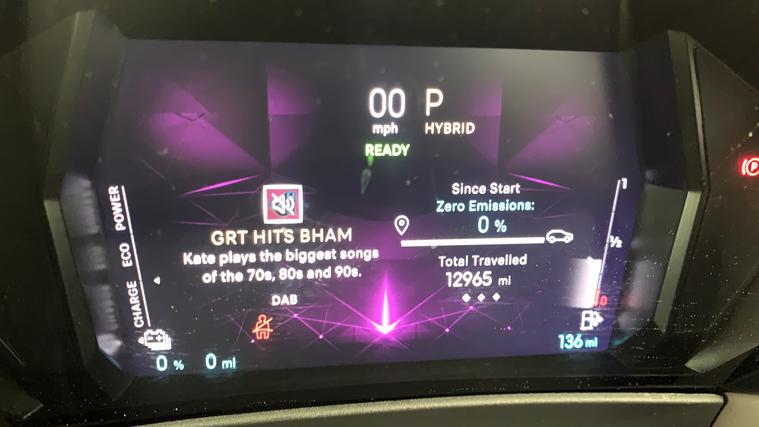 00 P
mph HYBRID
READY
POWER
ECO
CHARGE
GRT HITS BHAM
Kate plays the biggest songs
of the 70s, 80s and 90s.
DAB
Since Start
Zero Emissions:
0 %
Total Travelled
12965 mi
1
½
0
0 % 0 mi
136 mi
P